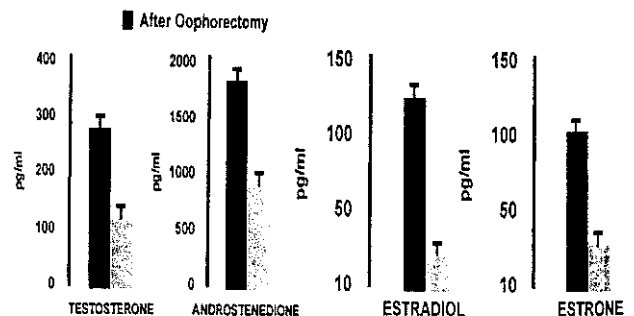 After Oophorectomy
400
300
200
100
0
pg/ml
TESTOSTERONE
2000
1500
1000
500
0
pg/ml
ANDROSTENEDIONE
150
100
50
10
pg/ml
ESTRADIOL
150
100
50
10
pg/ml
ESTRONE